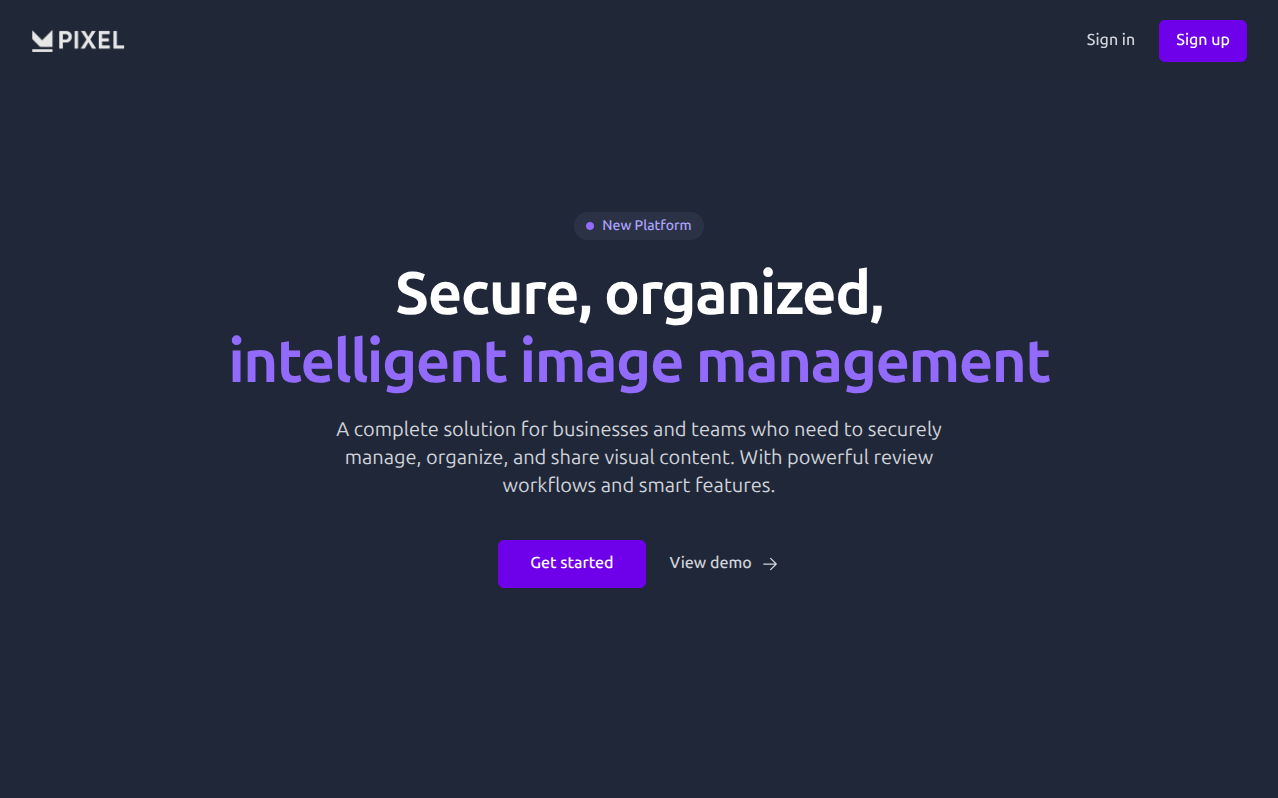 PIXEL
Sign in
Sign up
New Platform
Secure, organized,
intelligent image management
A complete solution for businesses and teams who need to securely
manage, organize, and share visual content. With powerful review
workflows and smart features.
Get started
View demo →